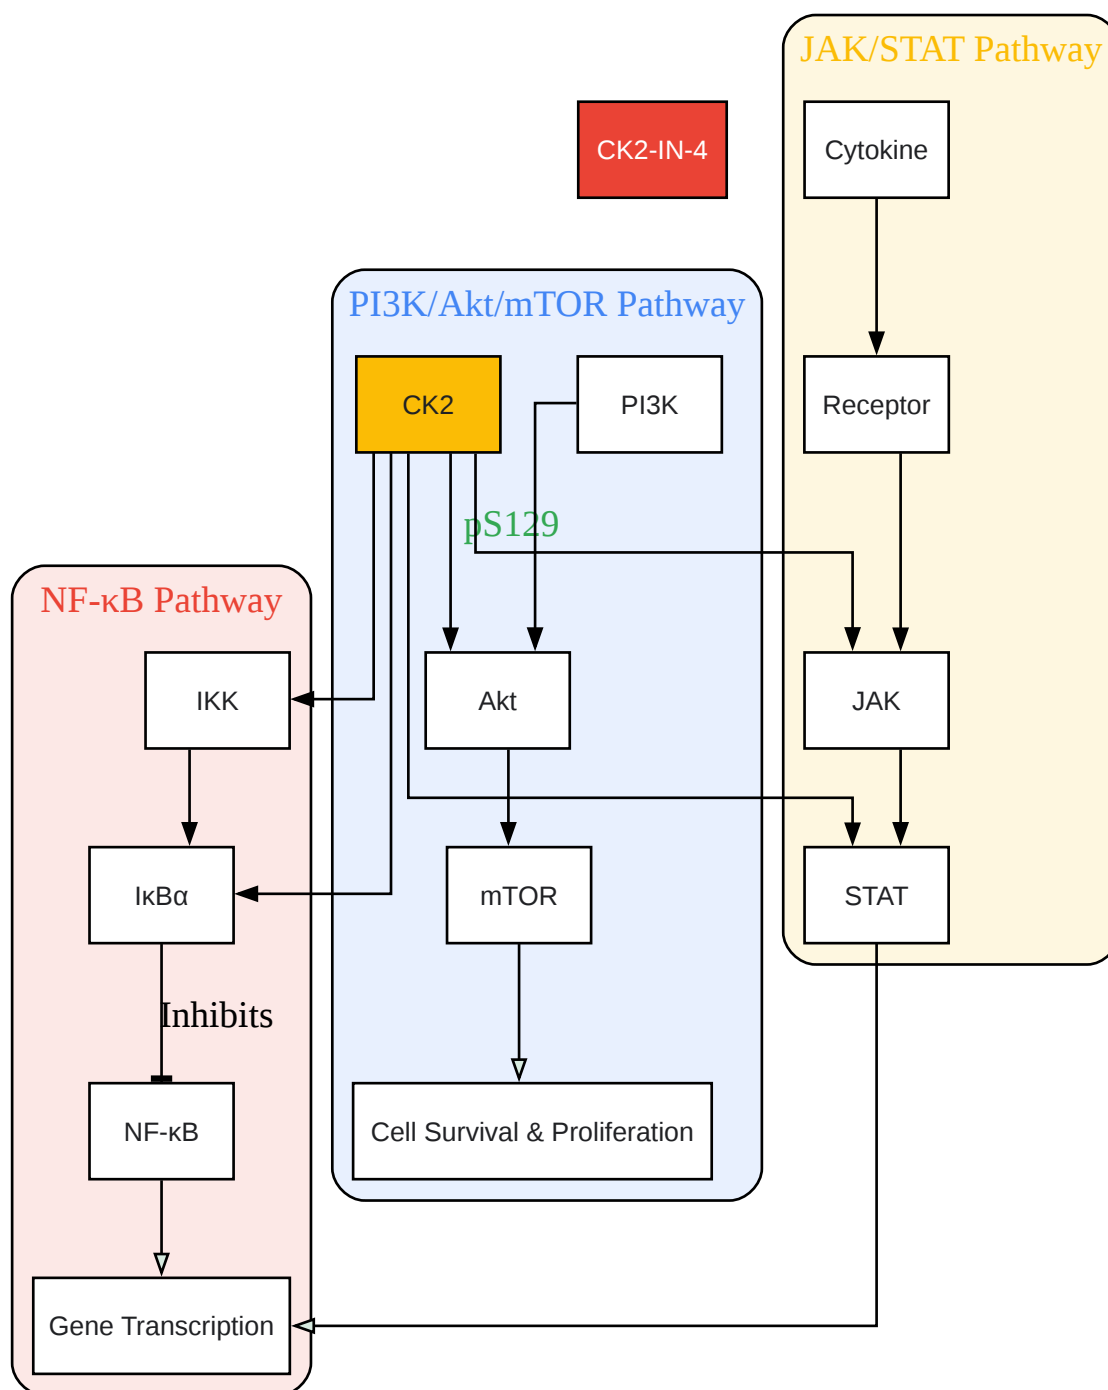 JAK/STAT Pathway
CK2-IN-4
Cytokine
PI3K/Akt/mTOR Pathway
CK2
PI3K
Receptor
pS129
NF-κB Pathway
IKK
Akt
JAK
IκBα
mTOR
STAT
Inhibits
NF-κB
Cell Survival & Proliferation
Gene Transcription